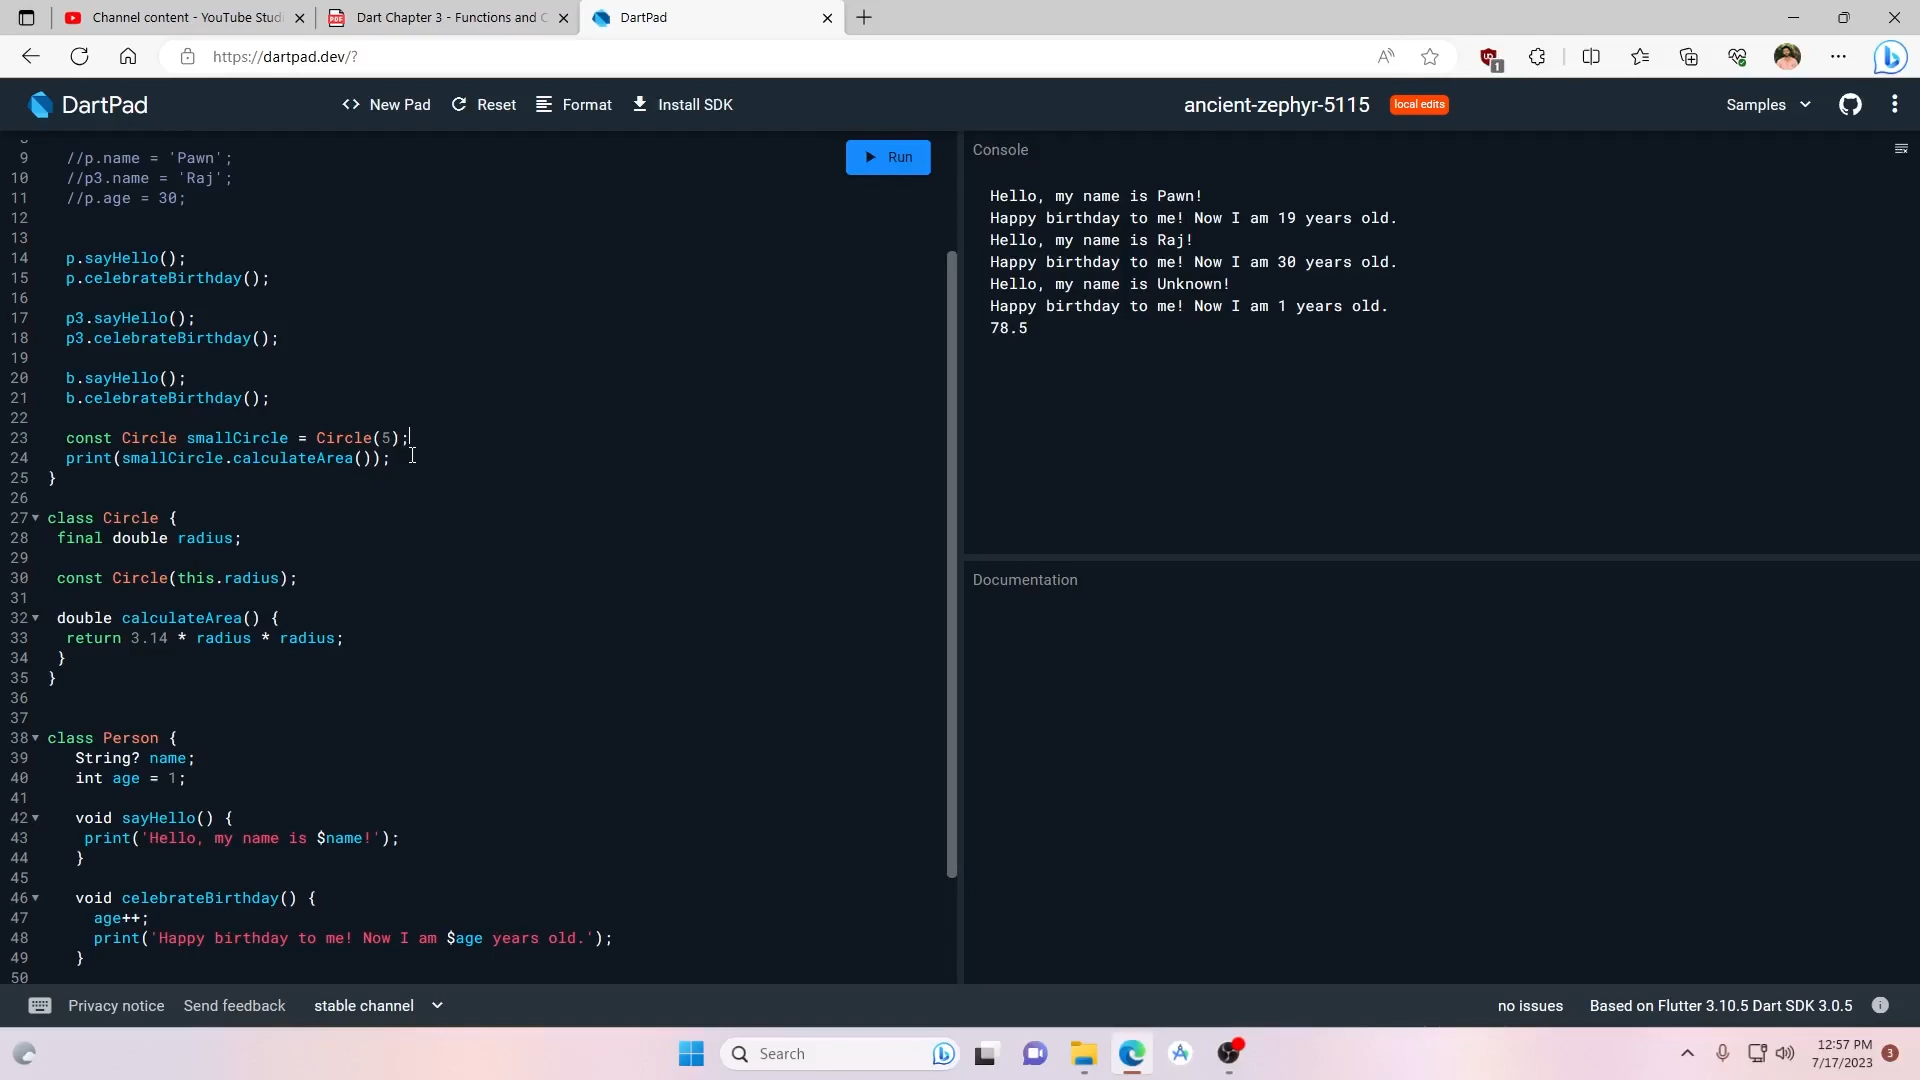 Channel content - YouTube Studi
Dart Chapter 3 - Functions and C
DartPad
https://dartpad.dev/?
1
DartPad
<> New Pad
Reset
Format
Install SDK
ancient-zephyr-5115
local edits
Samples
Run
9 //p.name = 'Pawn';
10 //p3.name = 'Raj';
11 //p.age = 30;
12
13
14 p.sayHello();
15 p.celebrateBirthday();
16
17 p3.sayHello();
18 p3.celebrateBirthday();
19
20 b.sayHello();
21 b.celebrateBirthday();
22
23 const Circle smallCircle = Circle(5);
24 print(smallCircle.calculateArea());
25 }
26
27 class Circle {
28 final double radius;
29
30 const Circle(this.radius);
31
32 double calculateArea() {
33 return 3.14 * radius * radius;
34 }
35 }
36
37
38 class Person {
39 String? name;
40 int age = 1;
41
42 void sayHello() {
43 print('Hello, my name is $name!');
44 }
45
46 void celebrateBirthday() {
47 age++;
48 print('Happy birthday to me! Now I am $age years old.');
49 }
50
Console
Hello, my name is Pawn!
Happy birthday to me! Now I am 19 years old.
Hello, my name is Raj!
Happy birthday to me! Now I am 30 years old.
Hello, my name is Unknown!
Happy birthday to me! Now I am 1 years old.
78.5
Documentation
Privacy notice
Send feedback
stable channel
no issues
Based on Flutter 3.10.5 Dart SDK 3.0.5
Search
12:57 PM
7/17/2023
3